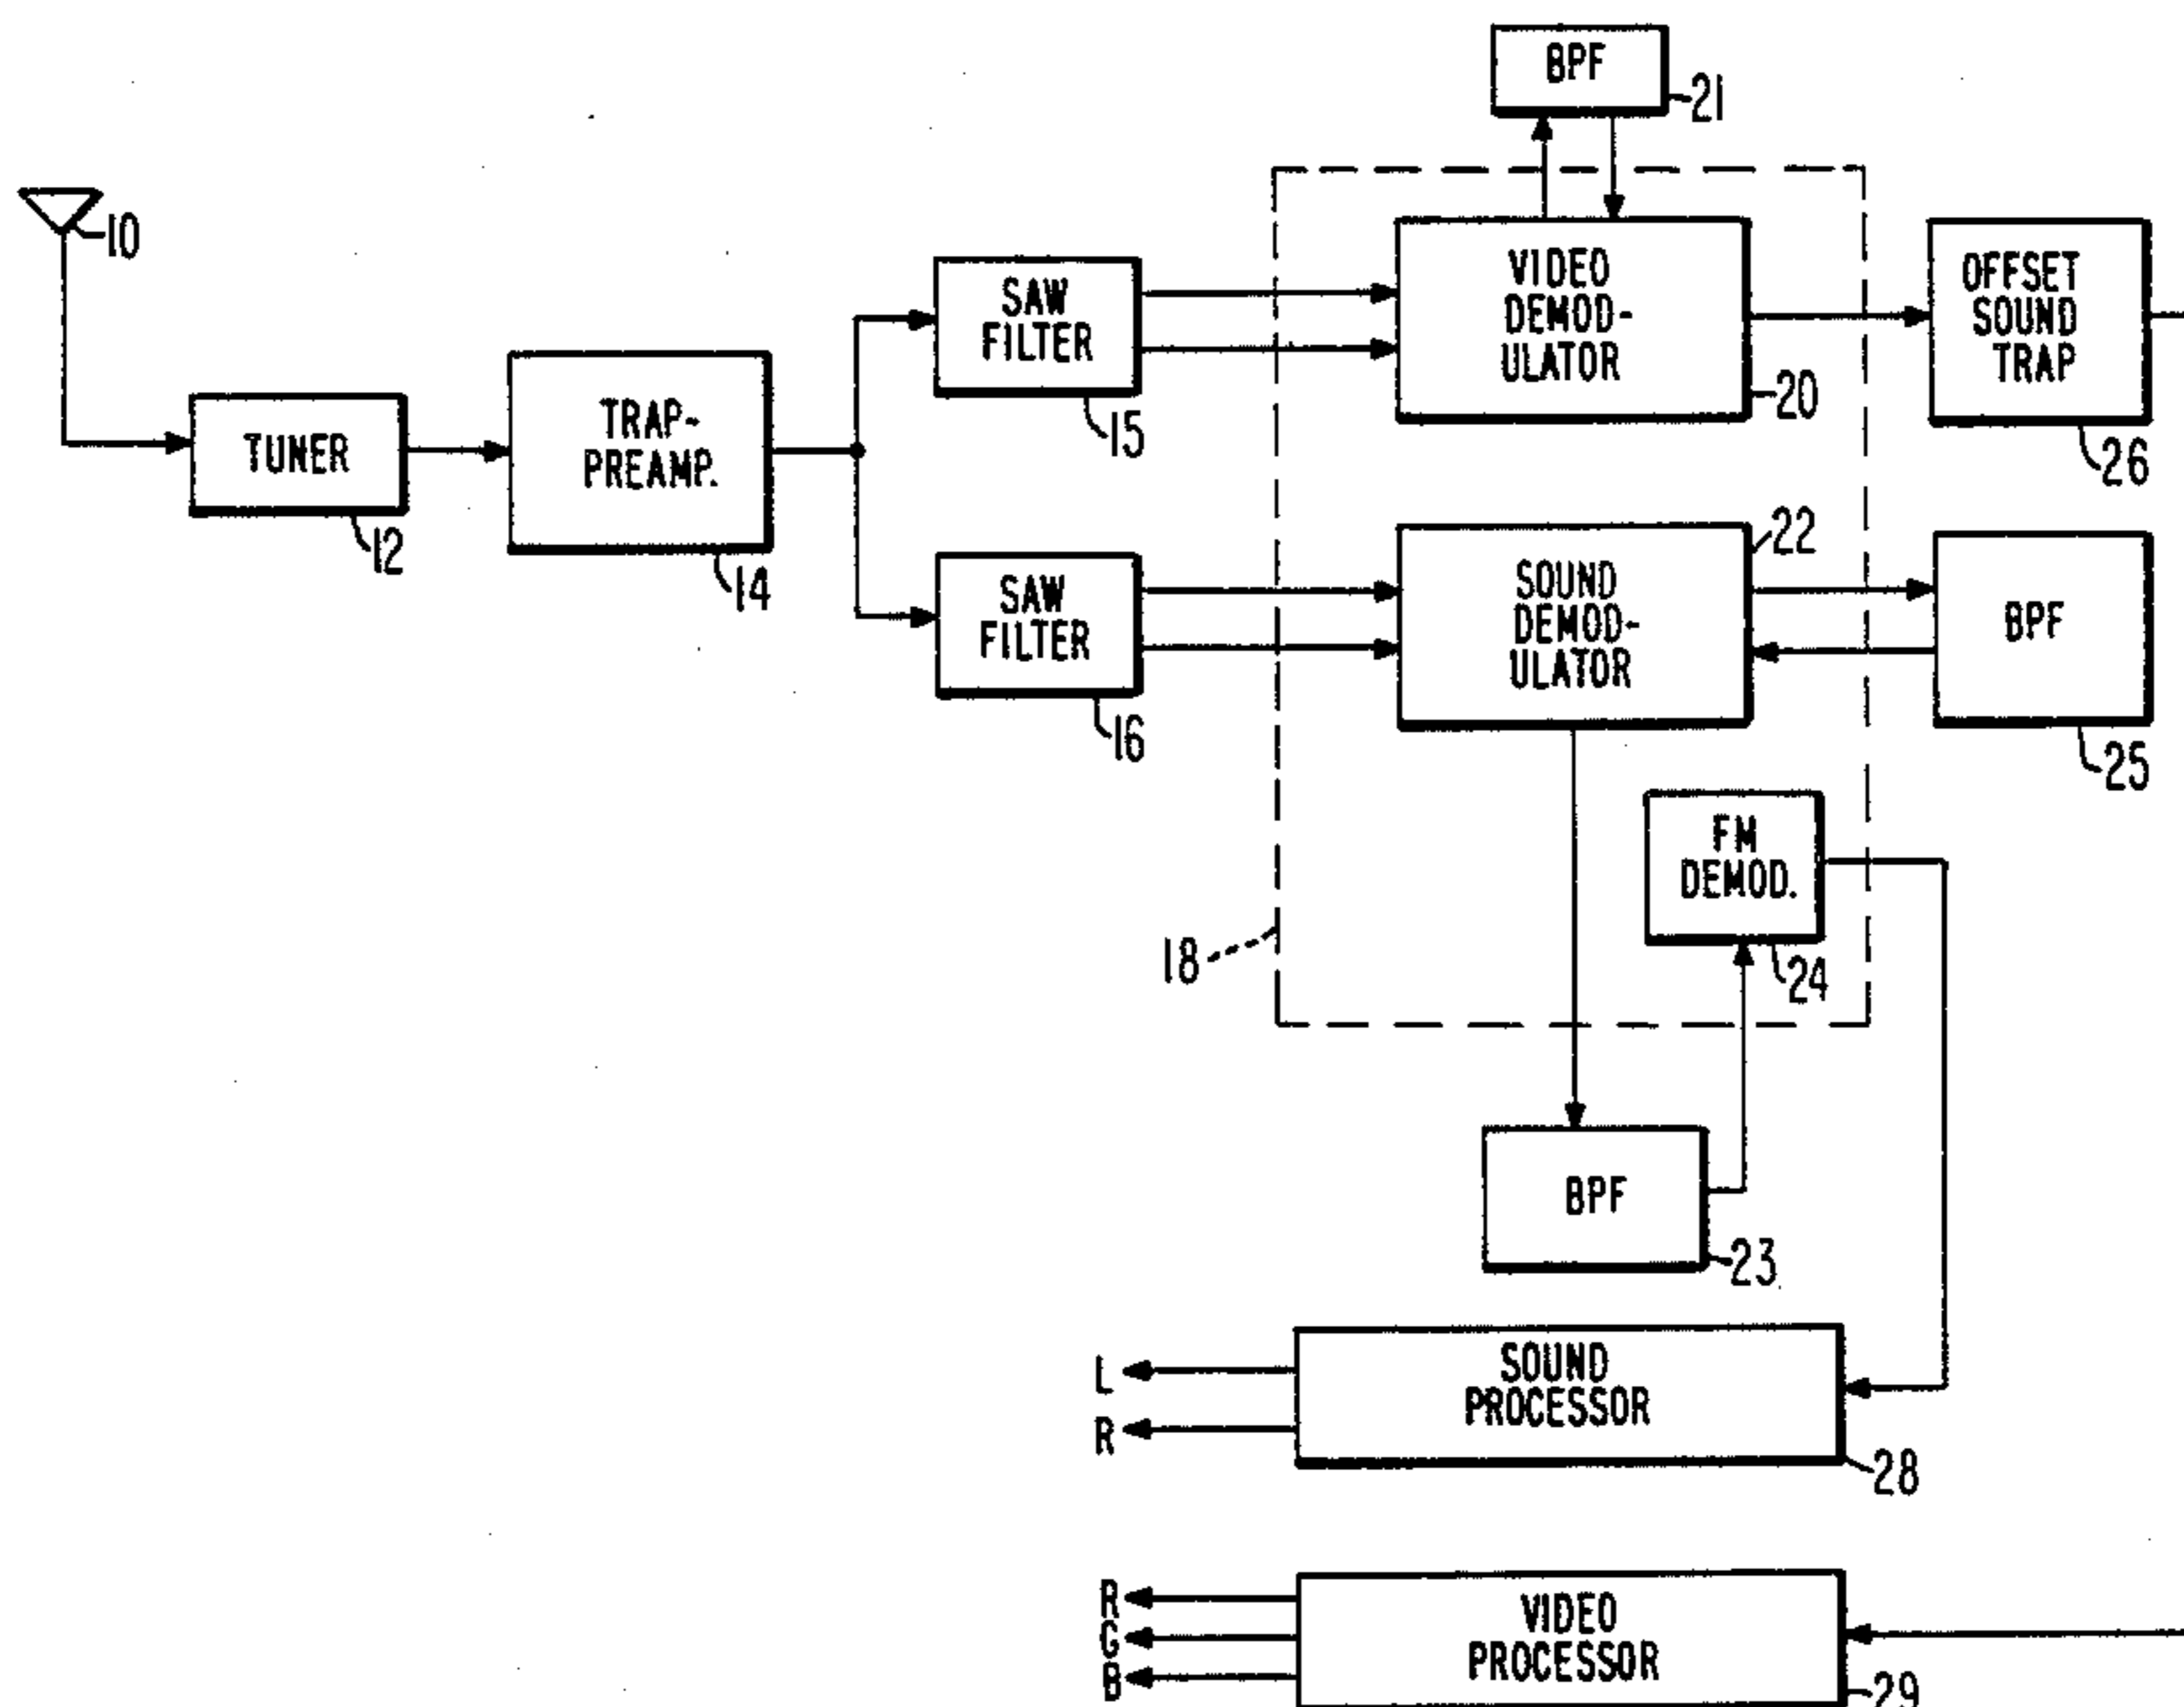 BPF
21
10
SAW
FILTER
15
VIDEO
DEMOD-
ULATOR
20
OFFSET
SOUND
TRAP
26
TUNER
12
TRAP-
PREAMP.
14
SAW
FILTER
16
SOUND
DEMOD-
ULATOR
22
BPF
25
FM
DEMOD.
24
18
BPF
23
L
R
SOUND
PROCESSOR
28
R
G
B
VIDEO
PROCESSOR
29